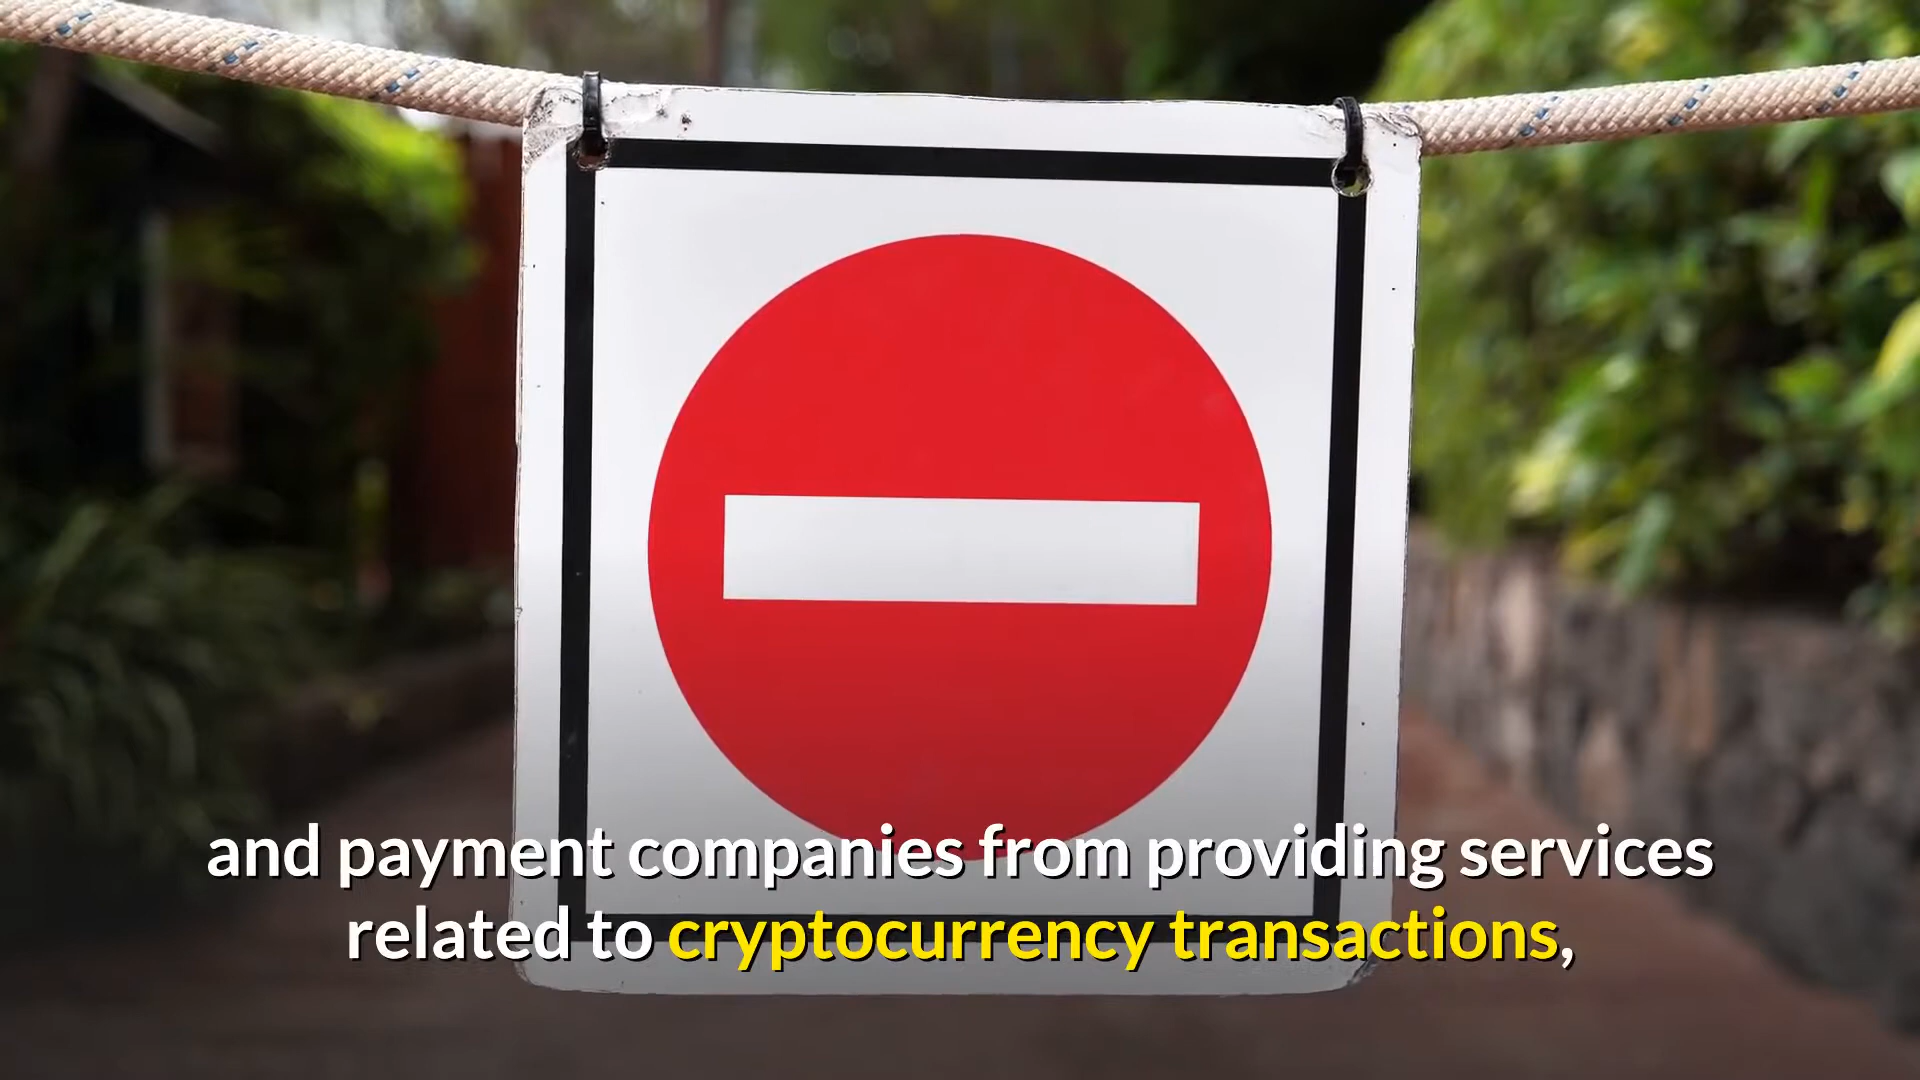 and payment companies from providing services
related to cryptocurrency transactions,